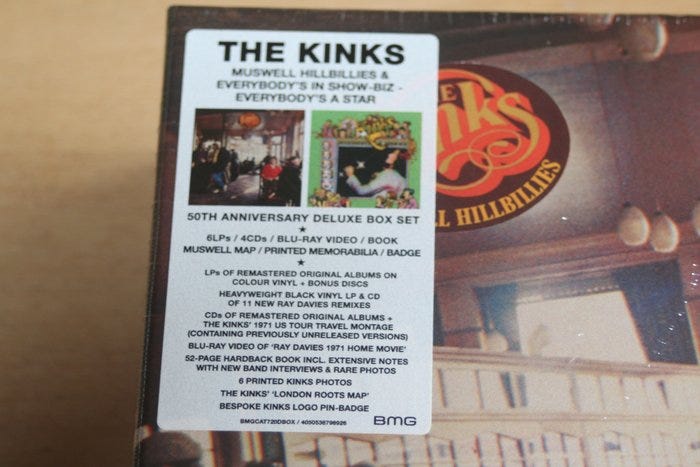 THE KINKS
MUSWELL HILLBILLIES &
EVERYBODY'S IN SHOW-BIZ -
EVERYBODY'S A STAR
50TH ANNIVERSARY DELUXE BOX SET
★
6LPs / 4CDs / BLU-RAY VIDEO / BOOK
MUSWELL MAP / PRINTED MEMORABILIA / BADGE
★
LPs OF REMASTERED ORIGINAL ALBUMS ON
COLOUR VINYL + BONUS DISCS
HEAVYWEIGHT BLACK VINYL LP & CD
OF 11 NEW RAY DAVIES REMIXES
CDs OF REMASTERED ORIGINAL ALBUMS +
THE KINKS' 1971 US TOUR TRAVEL MONTAGE
(CONTAINING PREVIOUSLY UNRELEASED VERSIONS)
BLU-RAY VIDEO OF 'RAY DAVIES 1971 HOME MOVIE'
52-PAGE HARDBACK BOOK INCL. EXTENSIVE NOTES
WITH NEW BAND INTERVIEWS & RARE PHOTOS
6 PRINTED KINKS PHOTOS
THE KINKS' 'LONDON ROOTS MAP'
BESPOKE KINKS LOGO PIN-BADGE
BMGCAT720DBOX / 4050538796926
BMG
E
nks
LL HILLBILLIES